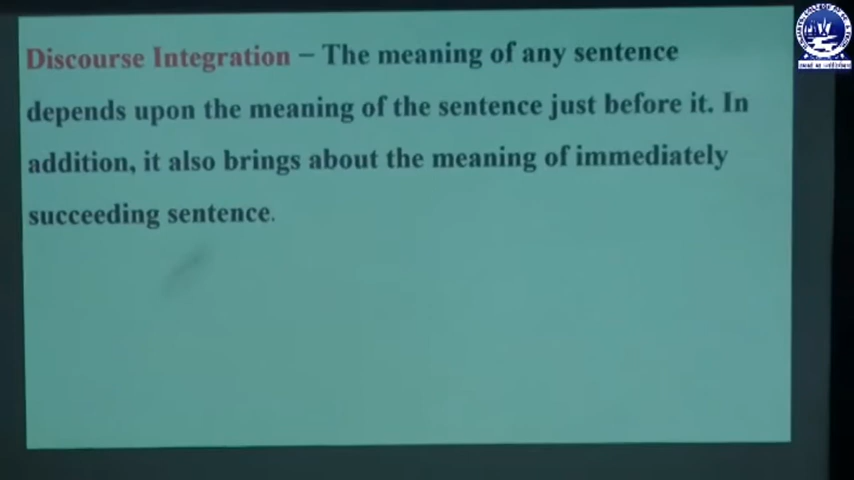 Discourse Integration – The meaning of any sentence
depends upon the meaning of the sentence just before it. In
addition, it also brings about the meaning of immediately
succeeding sentence.